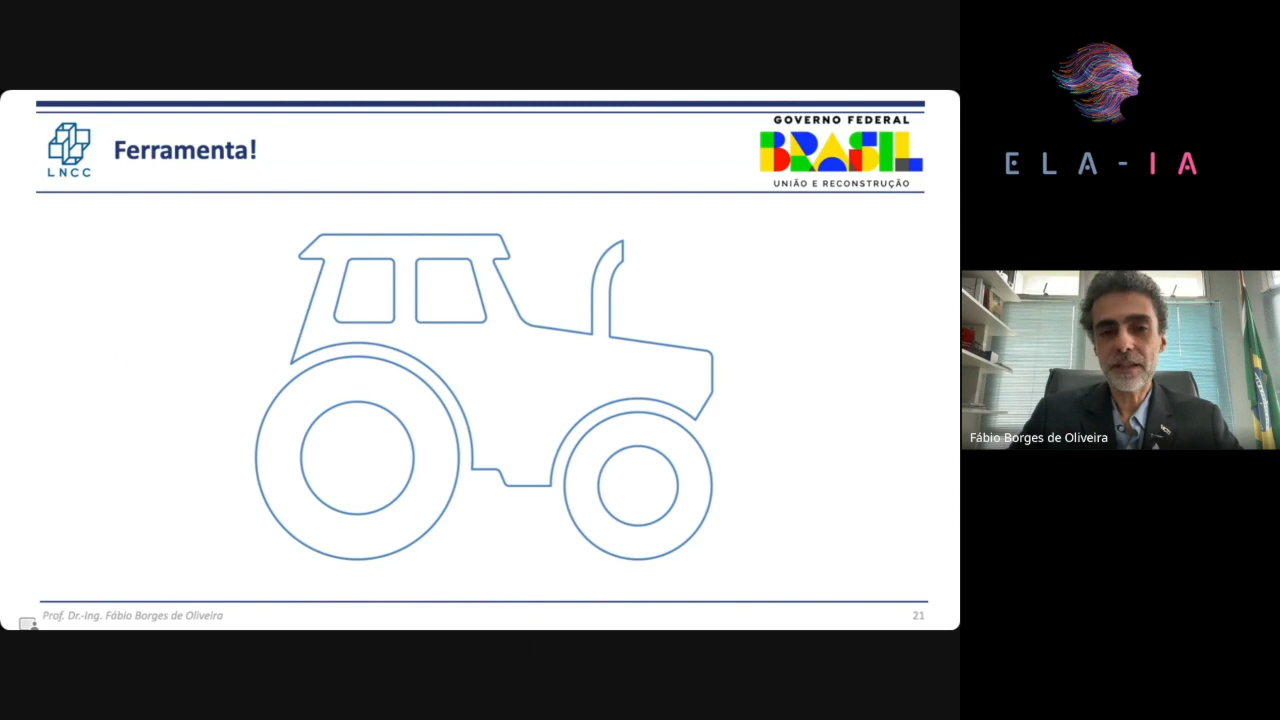 Ferramenta!
LNCC
GOVERNO FEDERAL
BRASIL
UNIÃO E RECONSTRUÇÃO
Prof. Dr.-Ing. Fábio Borges de Oliveira
21
ELA-IA
Fábio Borges de Oliveira